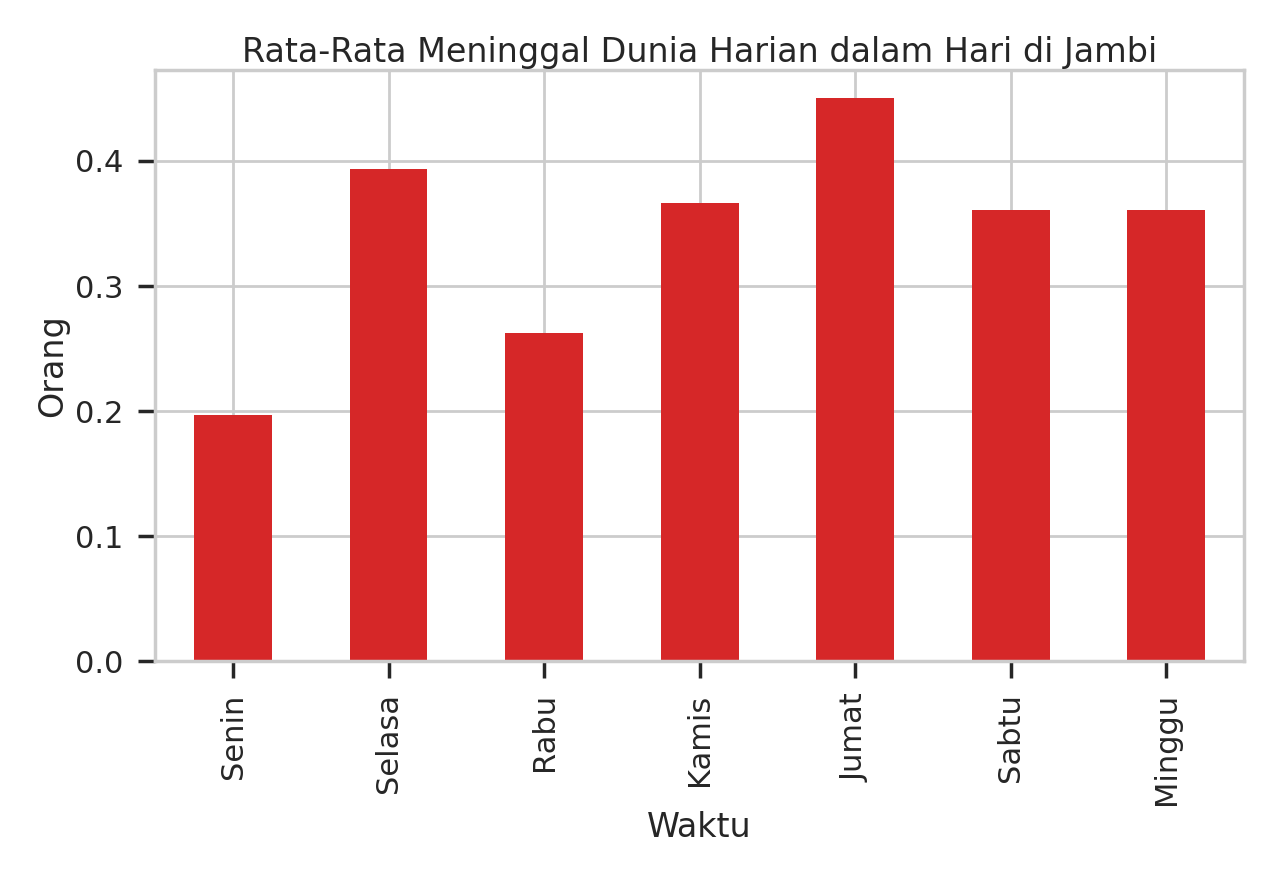 Rata-Rata Meninggal Dunia Harian dalam Hari di Jambi
Orang
0.4
0.3
0.2
0.1
0.0
Senin
Selasa
Rabu
Kamis
Jumat
Sabtu
Minggu
Waktu